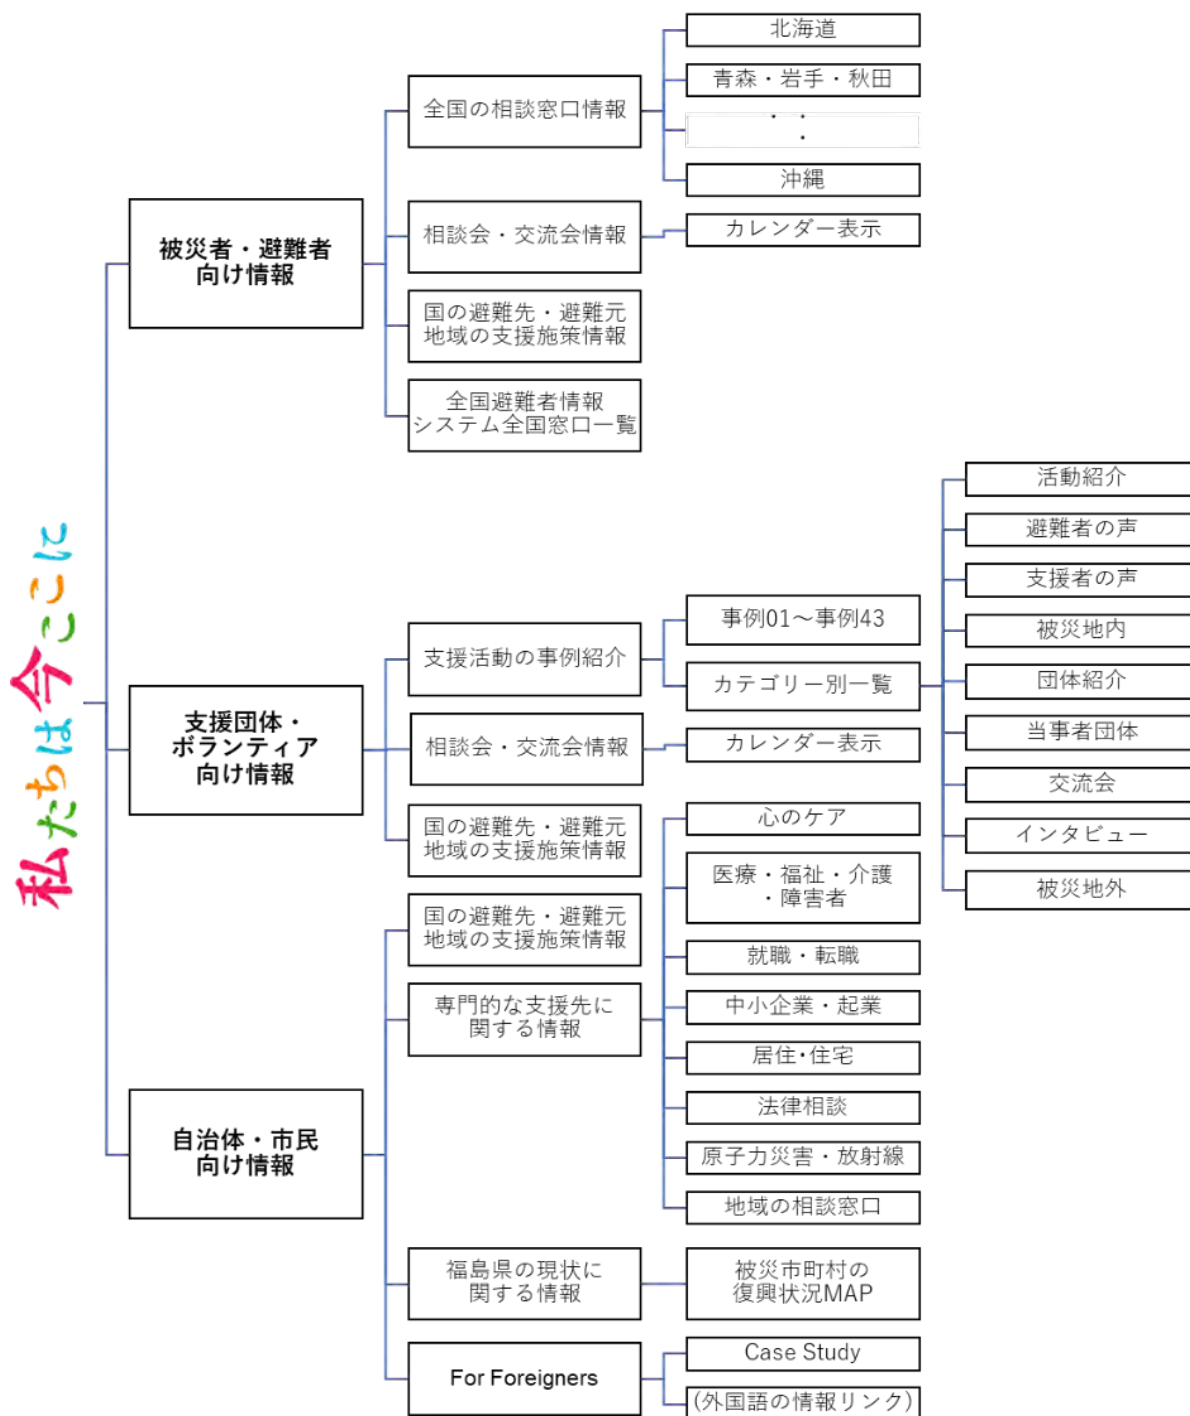 私たちは今ここに
被災者・避難者
向け情報
全国の相談窓口情報
北海道
青森・岩手・秋田
沖縄
相談会・交流会情報
カレンダー表示
国の避難先・避難元
地域の支援施策情報
全国避難者情報
システム全国窓口一覧
支援団体・
ボランティア
向け情報
支援活動の事例紹介
事例01～事例43
カテゴリー別一覧
活動紹介
避難者の声
支援者の声
被災地内
団体紹介
当事者団体
交流会
インタビュー
被災地外
相談会・交流会情報
カレンダー表示
国の避難先・避難元
地域の支援施策情報
自治体・市民
向け情報
国の避難先・避難元
地域の支援施策情報
専門的な支援先に
関する情報
心のケア
医療・福祉・介護
・障害者
就職・転職
中小企業・起業
居住・住宅
法律相談
原子力災害・放射線
地域の相談窓口
福島県の現状に
関する情報
被災市町村の
復興状況MAP
For Foreigners
Case Study
(外国語の情報リンク)